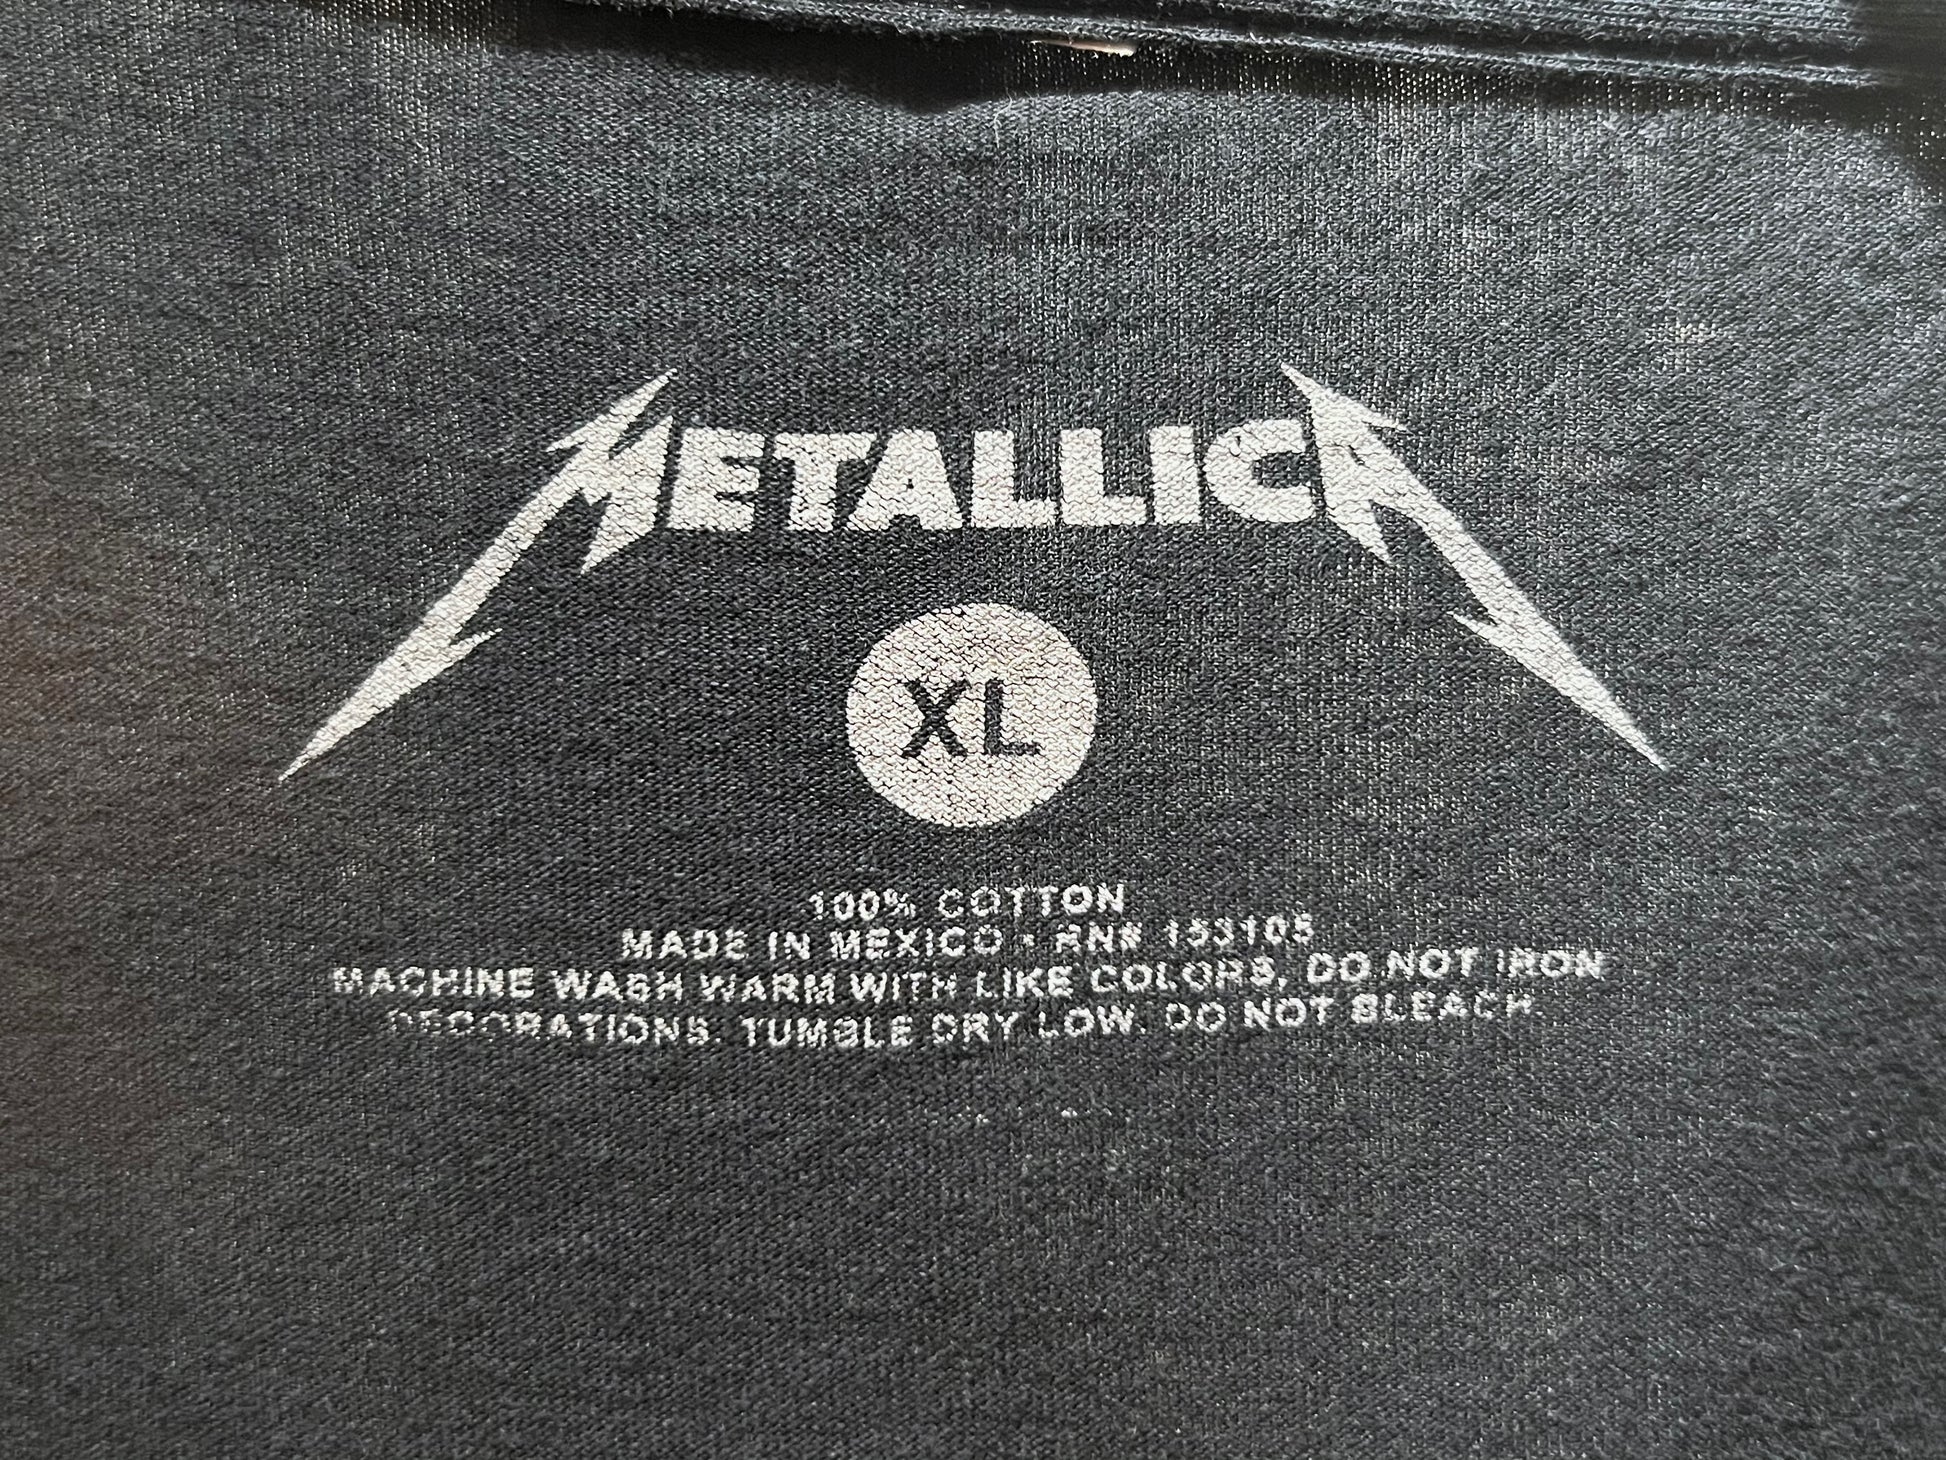 METALLICA
XL
100% COTTON
MADE IN MEXICO • RN# 153105
MACHINE WASH WARM WITH LIKE COLORS, DO NOT IRON
DECORATIONS. TUMBLE DRY LOW. DO NOT BLEACH.